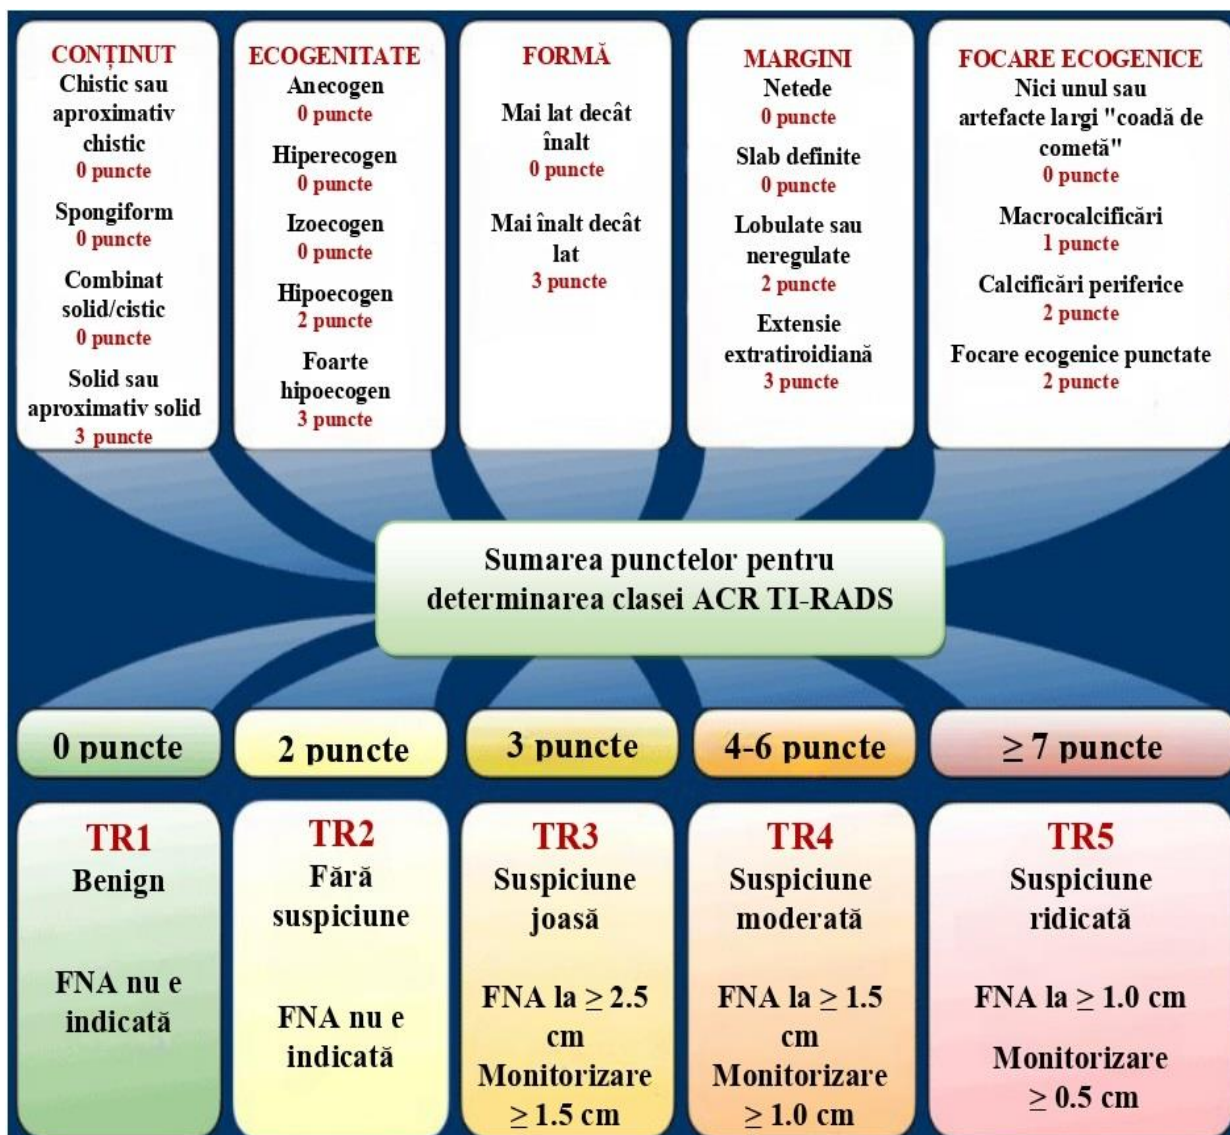 CONȚINUT
Chistic sau
aproximativ
chistic
0 puncte
Spongiform
0 puncte
Combinat
solid/cistic
0 puncte
Solid sau
aproximativ solid
3 puncte
ECOGENITATE
Anecogen
0 puncte
Hiperecogen
0 puncte
Izoecogen
0 puncte
Hipoecogen
2 puncte
Foarte
hipoecogen
3 puncte
FORMĂ
Mai lat decât
înalt
0 puncte
Mai înalt decât
lat
3 puncte
MARGINI
Netede
0 puncte
Slab definite
0 puncte
Lobulate sau
neregulate
2 puncte
Extensie
extratiroidiană
3 puncte
FOCARE ECOGENICE
Nici unul sau
artefacte largi "coadă de
cometă"
0 puncte
Macrocalcificări
1 puncte
Calcificări periferice
2 puncte
Focare ecogenice punctate
2 puncte
Sumarea punctelor pentru
determinarea clasei ACR TI-RADS
0 puncte
2 puncte
3 puncte
4-6 puncte
≥ 7 puncte
TR1
Benign
FNA nu e
indicată
TR2
Fără
suspiciune
FNA nu e
indicată
TR3
Suspiciune
joasă
FNA la ≥ 2.5
cm
Monitorizare
≥ 1.5 cm
TR4
Suspiciune
moderată
FNA la ≥ 1.5
cm
Monitorizare
≥ 1.0 cm
TR5
Suspiciune
ridicată
FNA la ≥ 1.0 cm
Monitorizare
≥ 0.5 cm